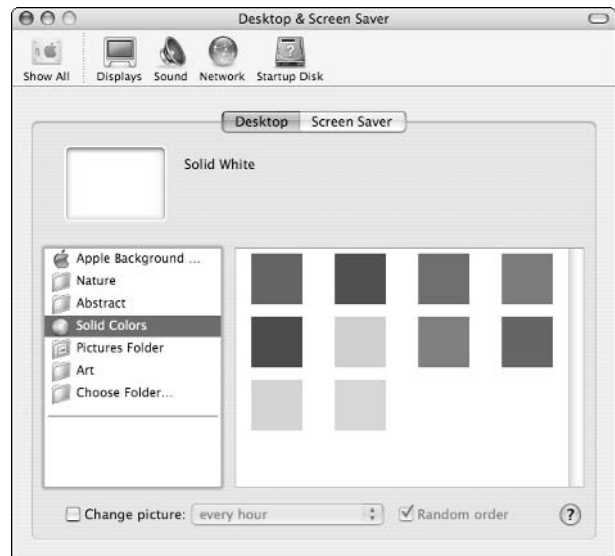 Desktop & Screen Saver
Show All Displays Sound Network Startup Disk
Desktop Screen Saver
Solid White
Apple Background ...
Nature
Abstract
Solid Colors
Pictures Folder
Art
Choose Folder...
Change picture: every hour Random order ?